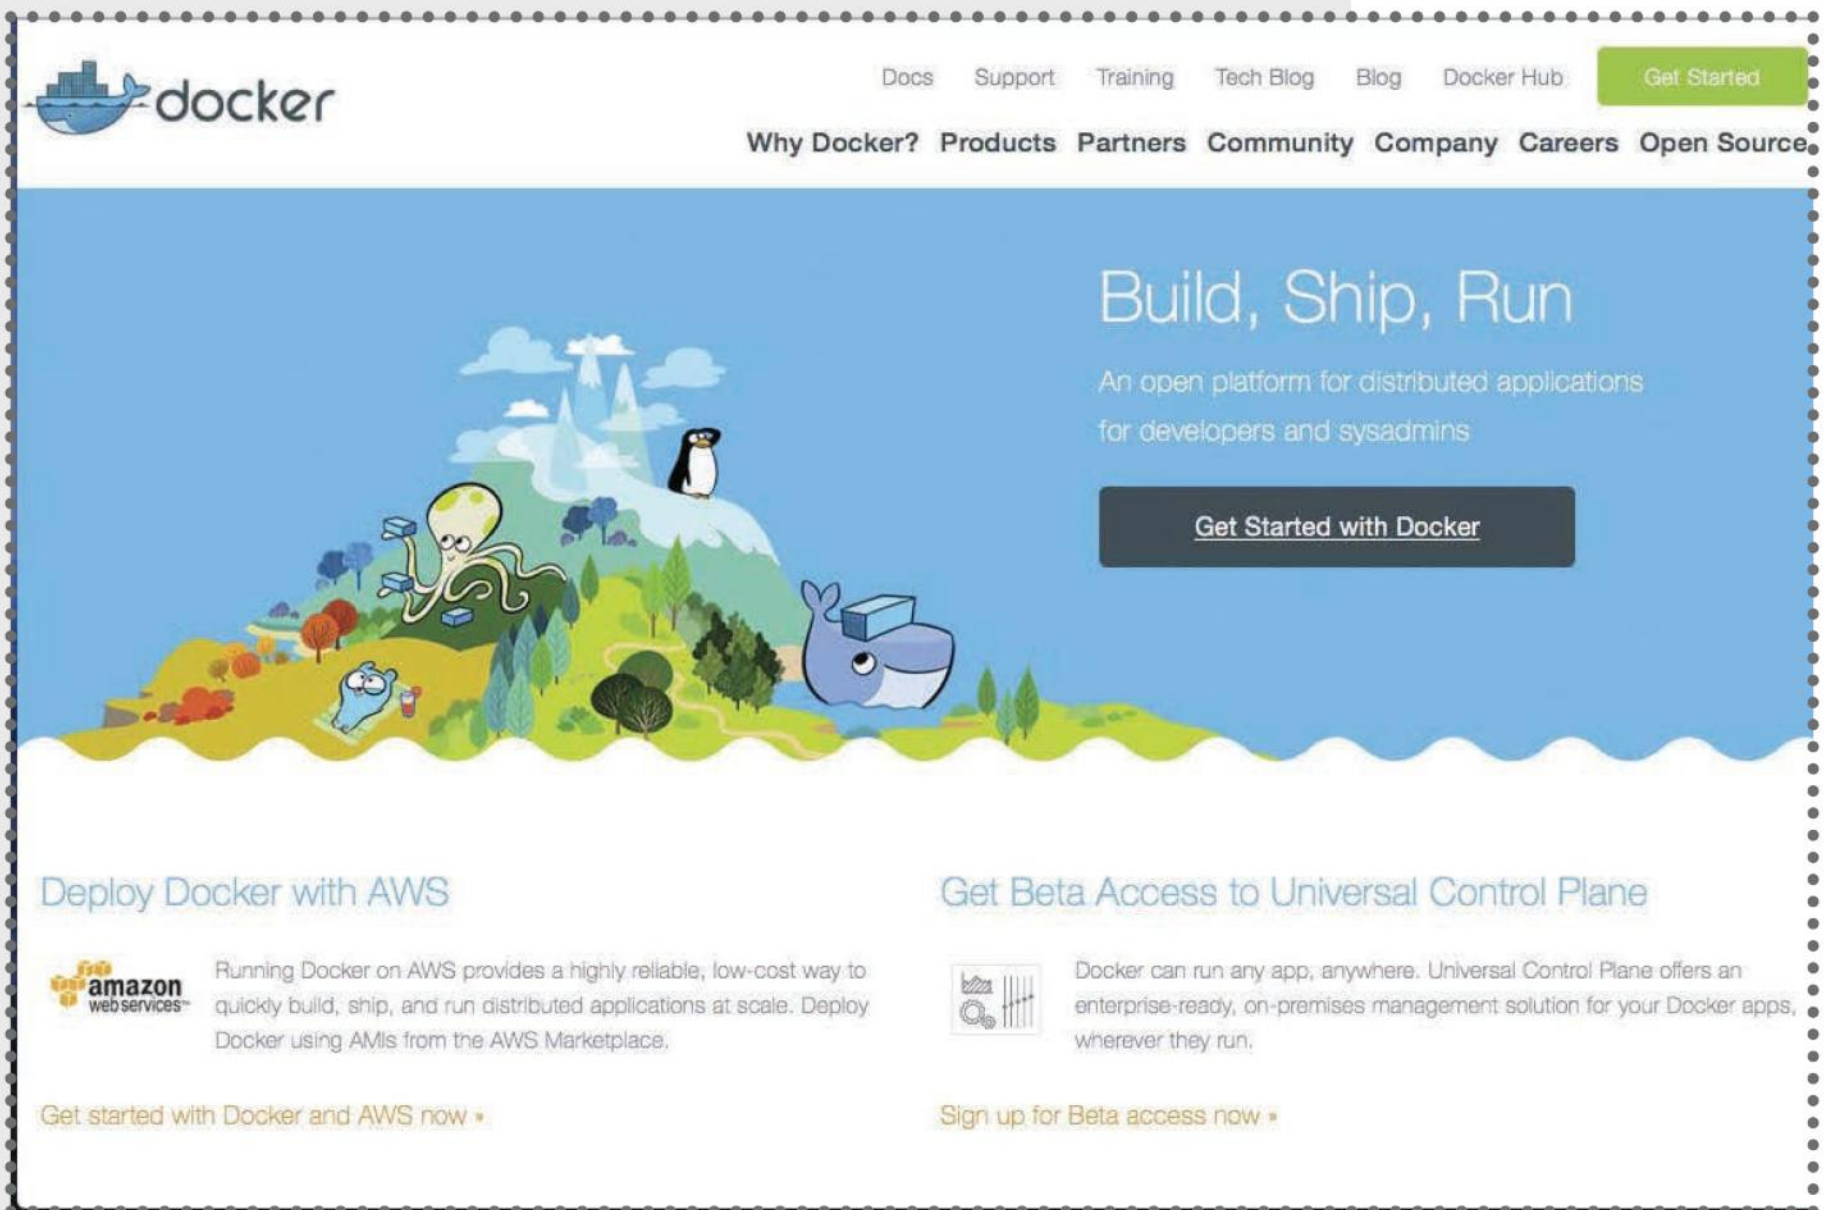 docker
Docs Support Training Tech Blog Blog Docker Hub Get Started
Why Docker? Products Partners Community Company Careers Open Source
Build, Ship, Run
An open platform for distributed applications
for developers and sysadmins
Get Started with Docker
Deploy Docker with AWS
amazon
web services™
Running Docker on AWS provides a highly reliable, low-cost way to
quickly build, ship, and run distributed applications at scale. Deploy
Docker using AMIs from the AWS Marketplace.
Get started with Docker and AWS now »
Get Beta Access to Universal Control Plane
Docker can run any app, anywhere. Universal Control Plane offers an
enterprise-ready, on-premises management solution for your Docker apps,
wherever they run.
Sign up for Beta access now »